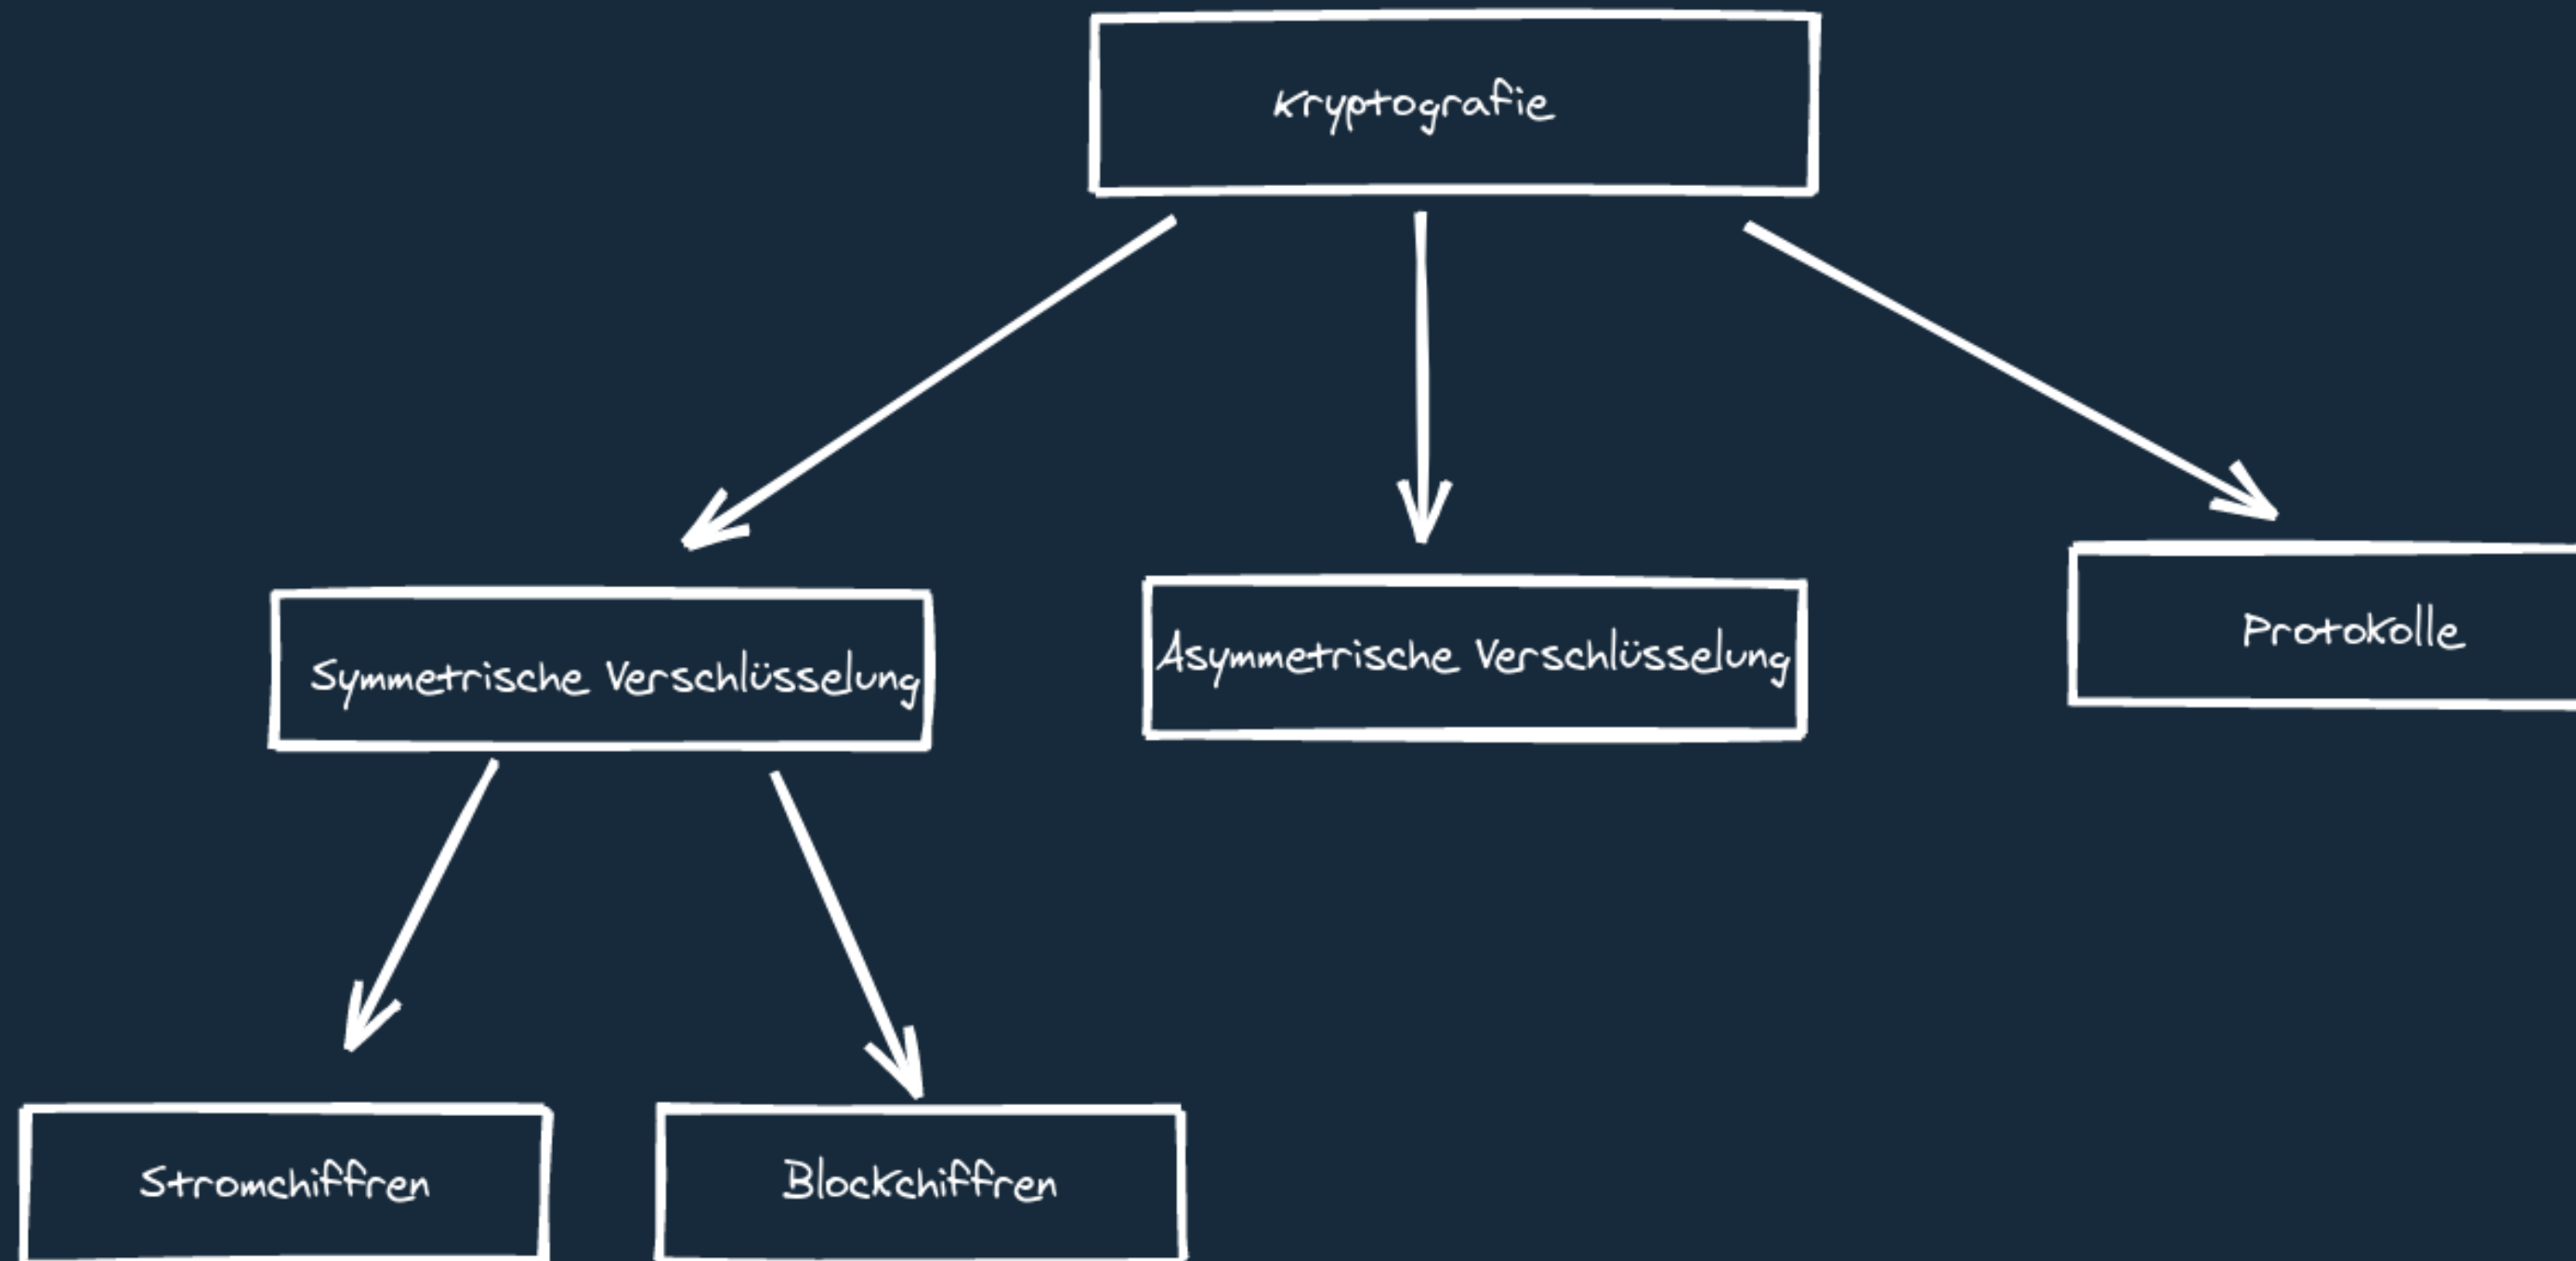 Kryptografie
Symmetrische Verschlüsselung
Asymmetrische Verschlüsselung
Protokolle
Stromchiffren
Blockchiffren